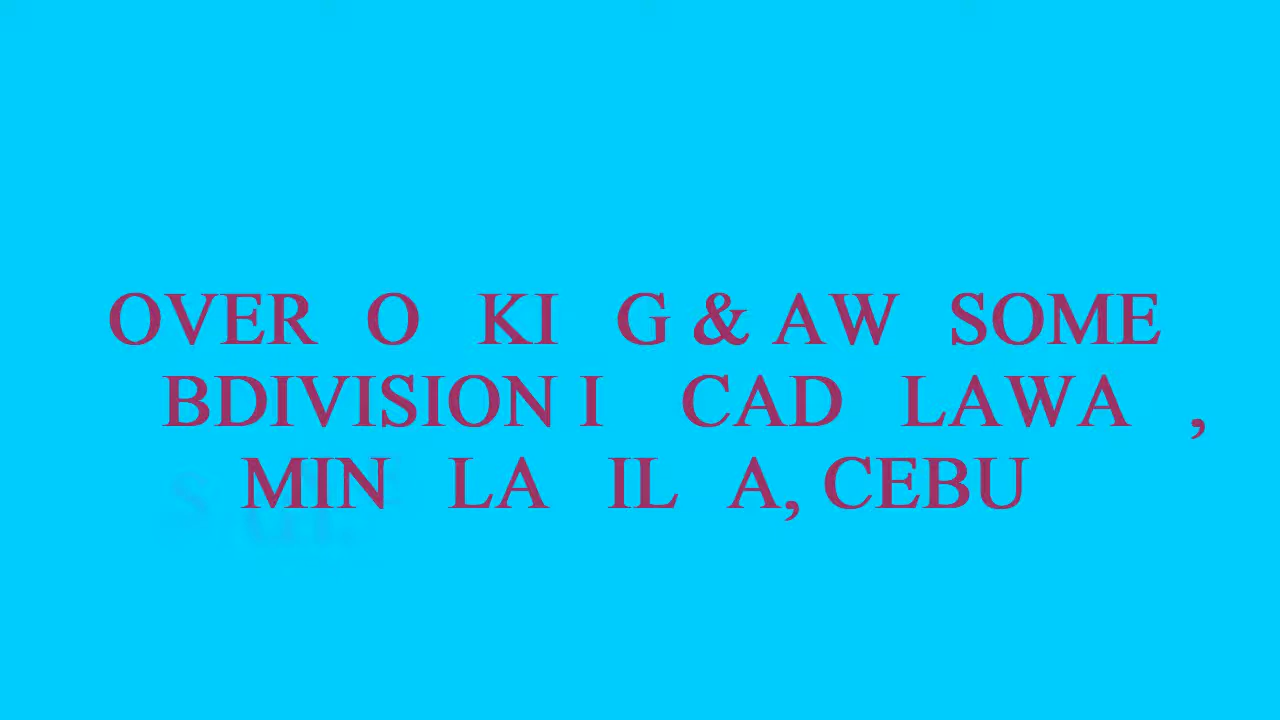 OVER O KI G & AW SOME
BDIVISION I CAD LAWA ,
MIN LA IL A, CEBU